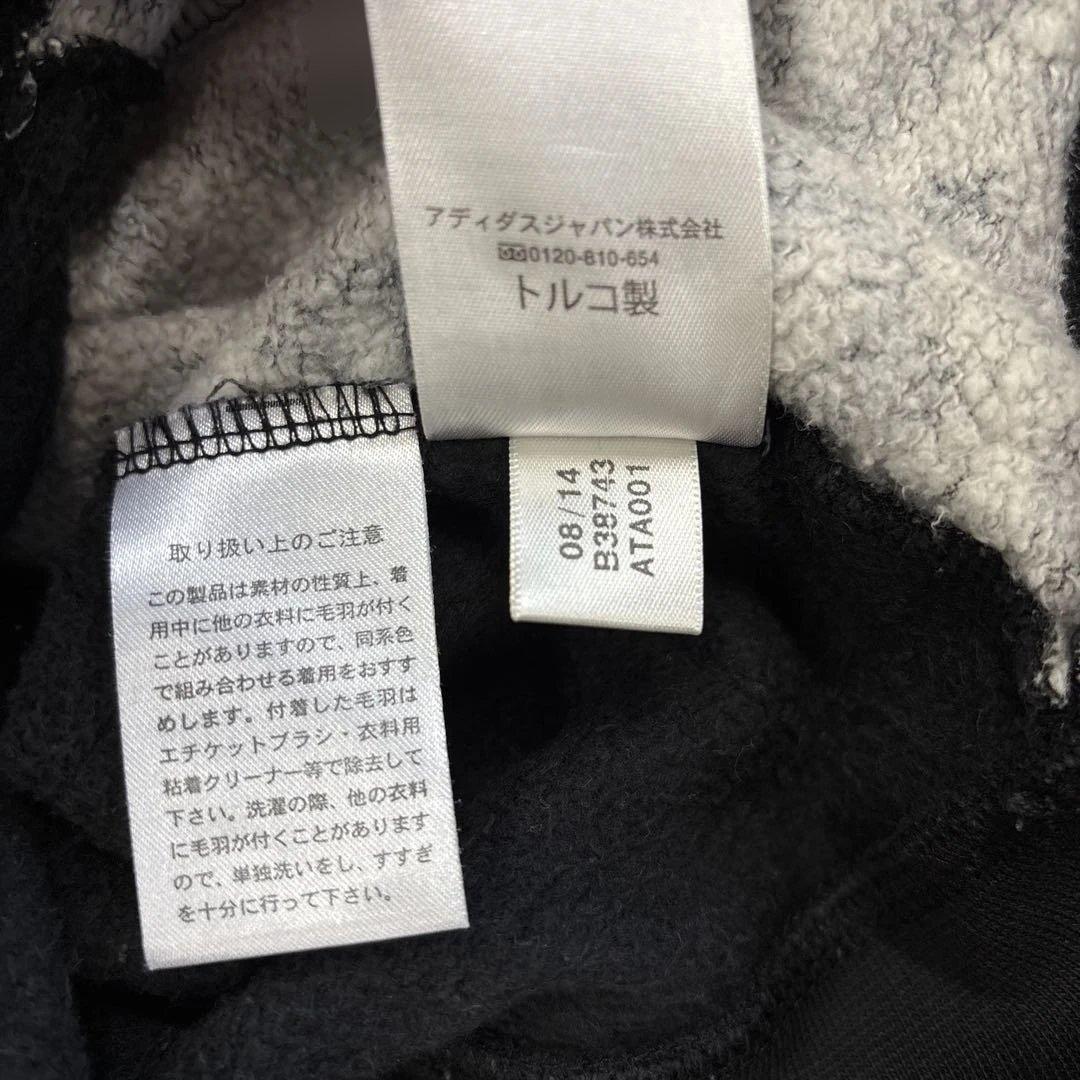 アディダスジャパン株式会社
0120-810-654
トルコ製
08/14
B38743
ATA001
取り扱い上のご注意
この製品は素材の性質上、着
用中に他の衣料に毛羽が付く
ことがありますので、同系色
で組み合わせる着用をおすす
めします。付着した毛羽は
エチケットブラシ・衣料用
粘着クリーナー等で除去して
下さい。洗濯の際、他の衣料
に毛羽が付くことがあります
ので、単独洗いをし、すすぎ
を十分に行って下さい。